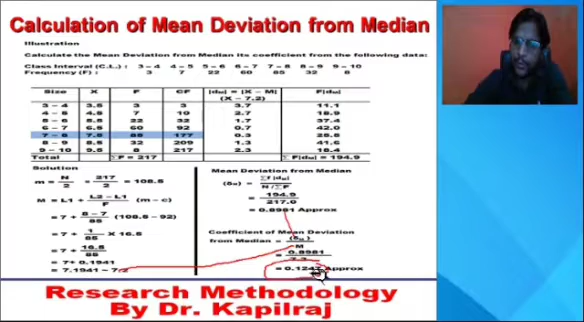 Calculation of Mean Deviation from Median
Illustration
Calculate the Mean Deviation from Median its coefficient from the following data:
Class Interval (C.I.) : 3 – 4 4 – 5 5 – 6 6 – 7 7 – 8 8 – 9 9 – 10
Frequency (F) : 3 7 22 60 85 32 8
Size X F CF |dM| = |X – M| F|dM|
(X – 7.2)
3 – 4 3.5 3 3 3.7 11.1
4 – 5 4.5 7 10 2.7 18.9
5 – 6 5.5 22 32 1.7 37.4
6 – 7 6.5 60 92 0.7 42.0
7 – 8 7.5 85 177 0.3 25.5
8 – 9 8.5 32 209 1.3 41.6
9 – 10 9.5 8 217 2.3 18.4
Total ΣF = 217 ΣF|dM| = 194.9
Solution
m = N/2 = 217/2 = 108.5
M = L1 + L2 – L1/F (m – c)
= 7 + 8 – 7/85 (108.5 – 92)
= 7 + 1/85 X 16.5
= 7 + 16.5/85
= 7 + 0.1941
= 7.1941
Mean Deviation from Median
(δM) = ΣF|dM|/N/ΣF
= 194.9/217.0
= 0.8981 Approx
Coefficient of Mean Deviation
from Median = (δM)/M
= 0.8981
Approx
Research Methodology
By Dr. Kapilraj